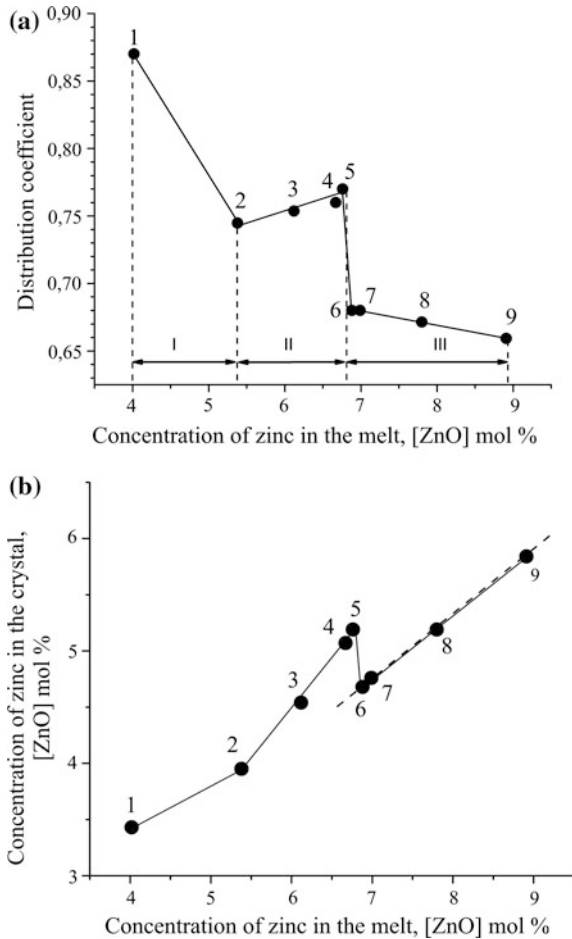 (a)
Distribution coefficient
0,90
0,85
0,80
0,75
0,70
0,65
1
2
3
4
5
6
7
8
9
I
II
III
4 5 6 7 8 9
Concentration of zinc in the melt, [ZnO] mol %
(b)
Concentration of zinc in the crystal,
[ZnO] mol %
6
5
4
3
1
2
3
4
5
6
7
8
9
4 5 6 7 8 9
Concentration of zinc in the melt, [ZnO] mol %